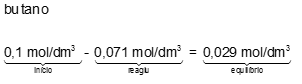 butano
0,1 mol/dm³ - 0,071 mol/dm³ = 0,029 mol/dm³
início reagiu equilíbrio